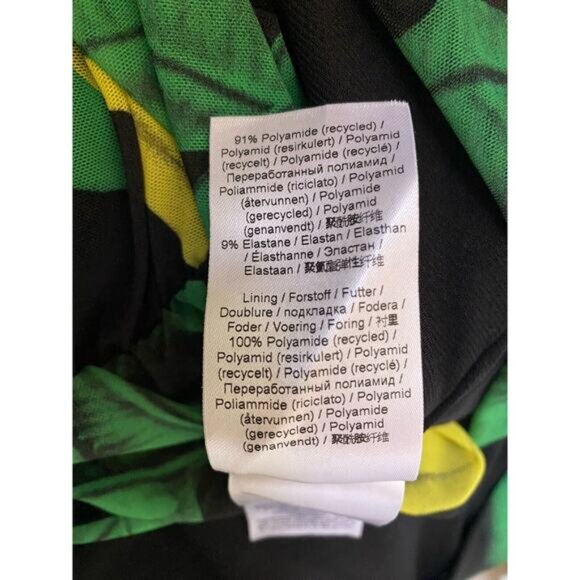 91% Polyamide (recycled) /
Polyamid (resirkulert) / Polyamid
(recycelt) / Polyamide (recyclé) /
Переработанный полиамид /
Poliammide (riciclato) / Polyamid
(återvunnen) / Polyamide
(gerecycled) / Polyamid
(genanvendt) / 聚酰胺纤维
9% Elastane / Elastan / Elasthan
/ Élasthanne / Эластан /
Elastaan / 聚氨酯弹性纤维
Lining / Forstoff / Futter /
Doublure / подкладка / Fodera /
Foder / Voering / Foring / 衬里
100% Polyamide (recycled) /
Polyamid (resirkulert) / Polyamid
(recycelt) / Polyamide (recyclé) /
Переработанный полиамид /
Poliammide (riciclato) / Polyamid
(återvunnen) / Polyamide
(gerecycled) / Polyamid
(genanvendt) / 聚酰胺纤维